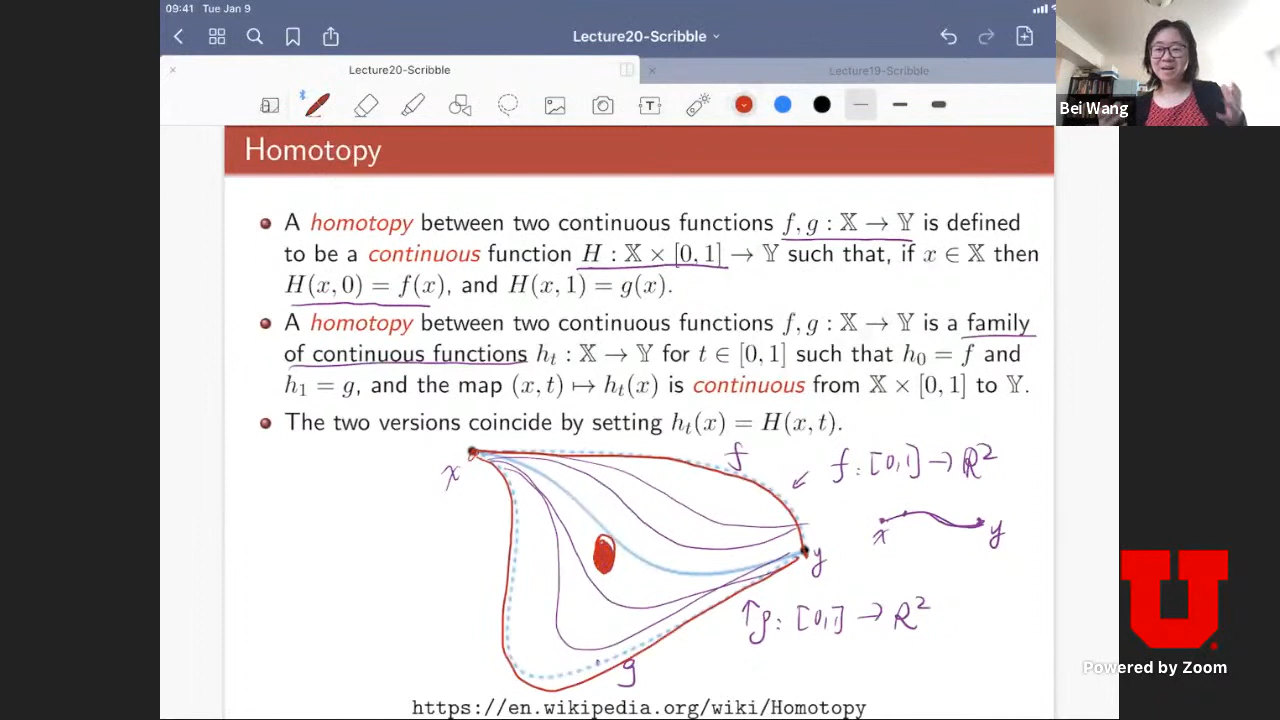 09:41 Tue Jan 9
Lecture20-Scribble
Lecture20-Scribble
Lecture19-Scribble
Bei Wang
Homotopy
A homotopy between two continuous functions f, g : 𝕏 → 𝕐 is defined
to be a continuous function H : 𝕏 × [0, 1] → 𝕐 such that, if x ∈ 𝕏 then
H(x, 0) = f(x), and H(x, 1) = g(x).
A homotopy between two continuous functions f, g : 𝕏 → 𝕐 is a family
of continuous functions hₜ : 𝕏 → 𝕐 for t ∈ [0, 1] such that h₀ = f and
h₁ = g, and the map (x, t) ↦ hₜ(x) is continuous from 𝕏 × [0, 1] to 𝕐.
The two versions coincide by setting hₜ(x) = H(x, t).
x
f
f : [0,1] → R²
x y
y
g : [0,1] → R²
g
U
Powered by Zoom
https://en.wikipedia.org/wiki/Homotopy